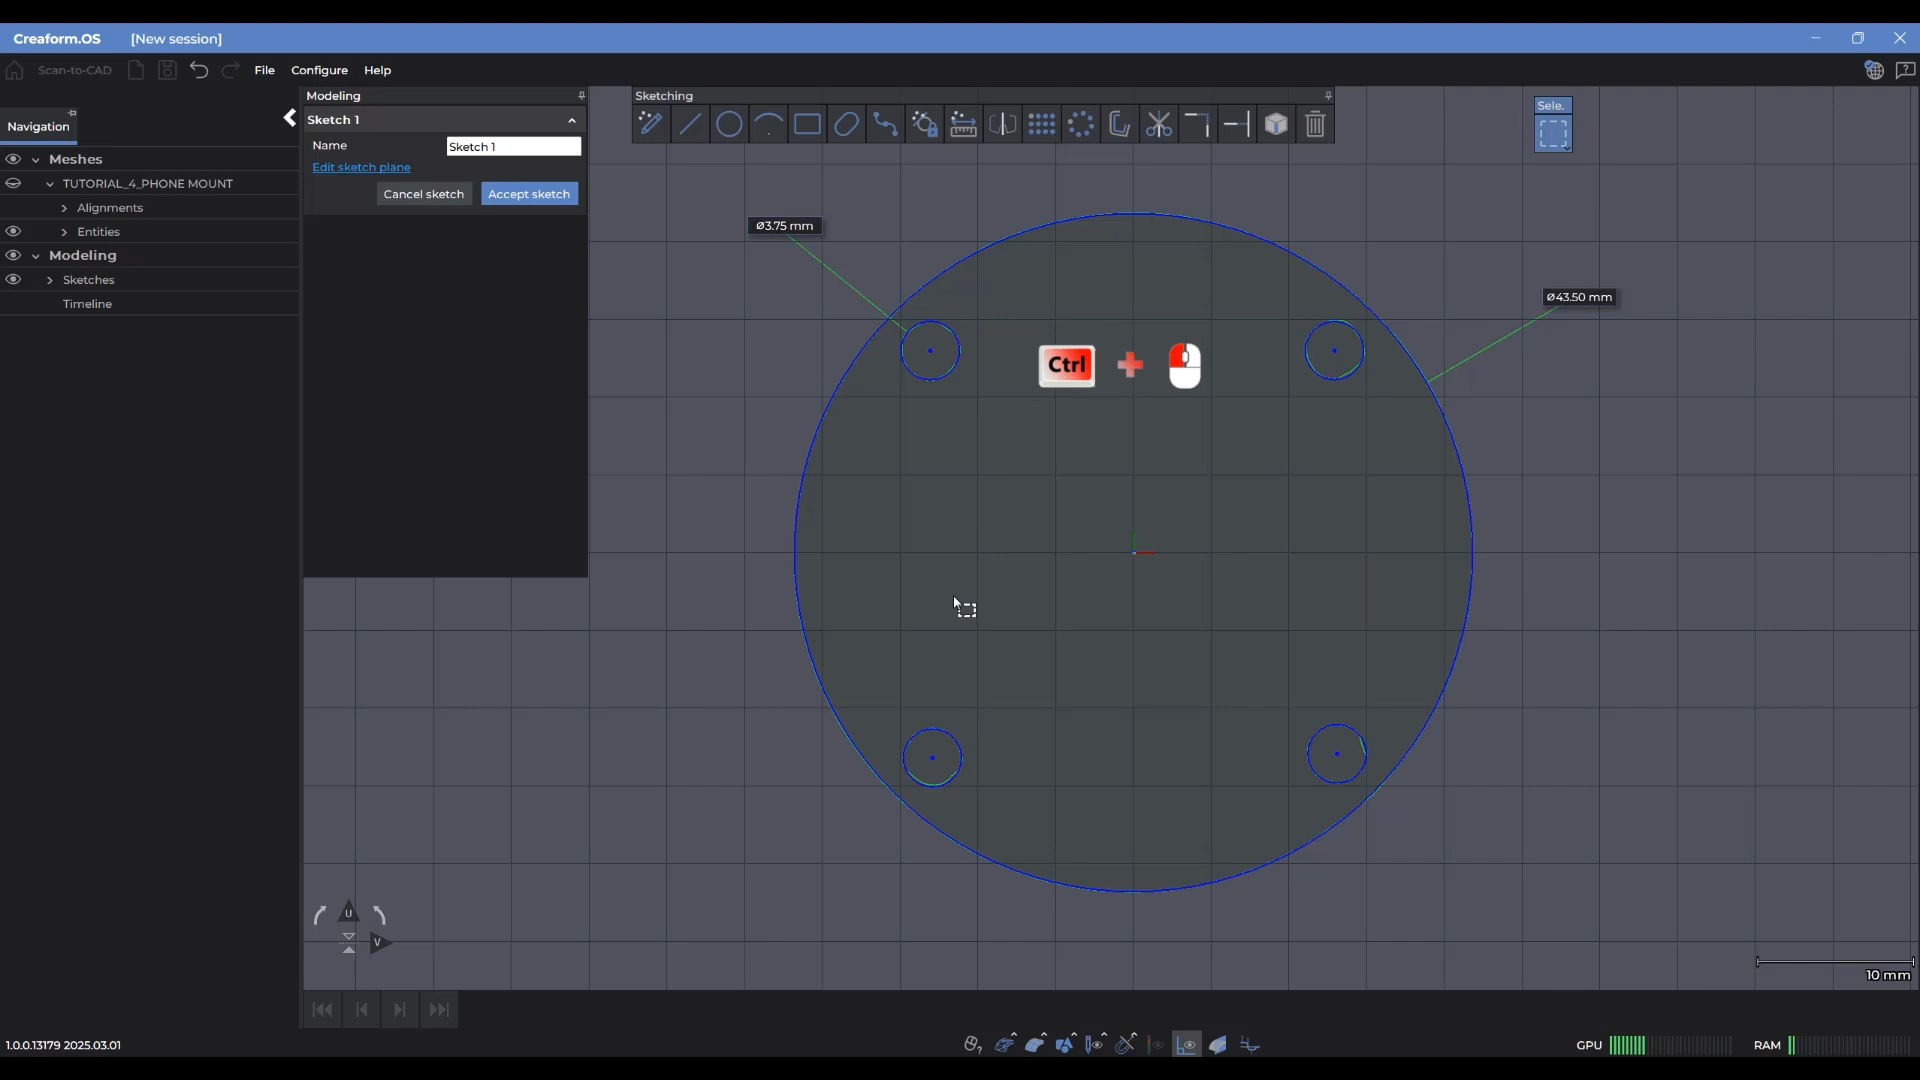 Creaform.OS [New session]
Scan-to-CAD File Configure Help
Navigation
Meshes
TUTORIAL_4_PHONE MOUNT
Alignments
Entities
Modeling
Sketches
Timeline
Modeling
Sketch 1
Name Sketch 1
Edit sketch plane
Cancel sketch Accept sketch
Sketching
Sele.
Ø3.75 mm
Ø43.50 mm
Ctrl
U
V
10 mm
1.0.0.13179 2025.03.01
GPU
RAM